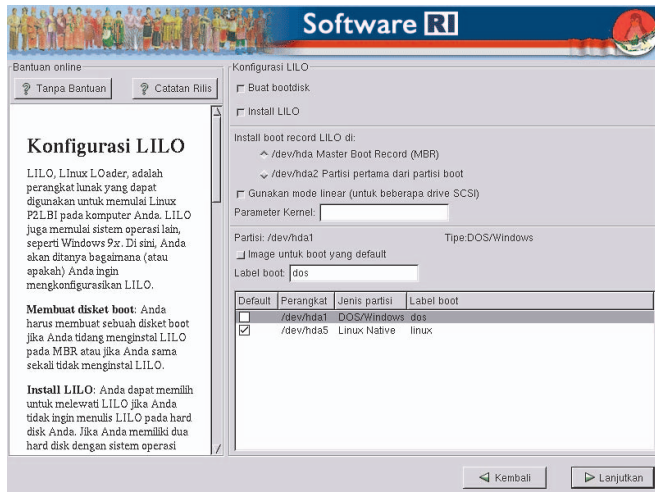 Software RI
Bantuan online
? Tanpa Bantuan
? Catatan Rilis
Konfigurasi LILO
LILO, LInux LOader, adalah
perangkat lunak yang dapat
digunakan untuk memulai Linux
P2LBI pada komputer Anda. LILO
juga memulai sistem operasi lain,
seperti Windows 9x. Di sini, Anda
akan ditanya bagaimana (atau
apakah) Anda ingin
mengkonfigurasikan LILO.
Membuat disket boot: Anda
harus membuat sebuah disket boot
jika Anda tidang menginstal LILO
pada MBR atau jika Anda sama
sekali tidak menginstal LILO.
Install LILO: Anda dapat memilih
untuk melewati LILO jika Anda
tidak ingin menulis LILO pada hard
disk Anda. Jika Anda memiliki dua
hard disk dengan sistem operasi
Konfigurasi LILO
Buat bootdisk
Install LILO
Install boot record LILO di:
/dev/hda Master Boot Record (MBR)
/dev/hda2 Partisi pertama dari partisi boot
Gunakan mode linear (untuk beberapa drive SCSI)
Parameter Kernel:
Partisi: /dev/hda1 Tipe:DOS/Windows
Image untuk boot yang default
Label boot: dos
Default Perangkat Jenis partisi Label boot
/dev/hda1 DOS/Windows dos
/dev/hda5 Linux Native linux
Kembali
Lanjutkan